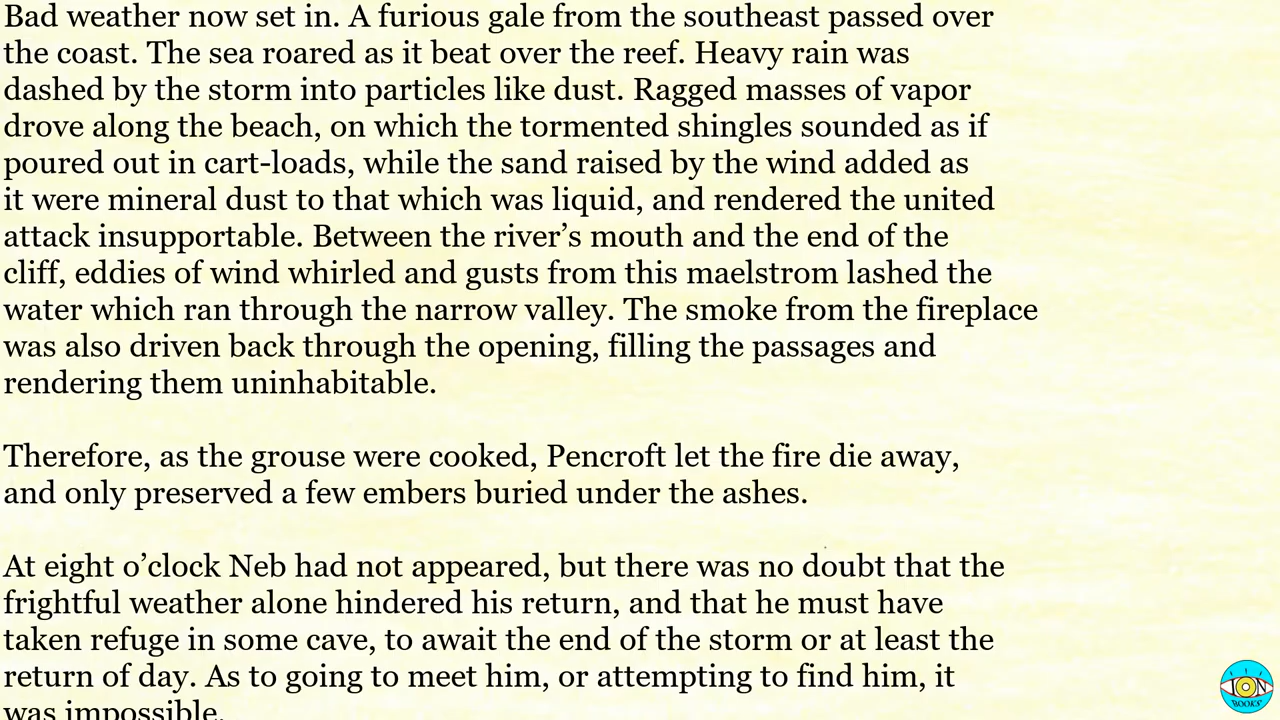 Bad weather now set in. A furious gale from the southeast passed over
the coast. The sea roared as it beat over the reef. Heavy rain was
dashed by the storm into particles like dust. Ragged masses of vapor
drove along the beach, on which the tormented shingles sounded as if
poured out in cart-loads, while the sand raised by the wind added as
it were mineral dust to that which was liquid, and rendered the united
attack insupportable. Between the river’s mouth and the end of the
cliff, eddies of wind whirled and gusts from this maelstrom lashed the
water which ran through the narrow valley. The smoke from the fireplace
was also driven back through the opening, filling the passages and
rendering them uninhabitable.
Therefore, as the grouse were cooked, Pencroft let the fire die away,
and only preserved a few embers buried under the ashes.
At eight o’clock Neb had not appeared, but there was no doubt that the
frightful weather alone hindered his return, and that he must have
taken refuge in some cave, to await the end of the storm or at least the
return of day. As to going to meet him, or attempting to find him, it
was impossible.
ION
BOOKS